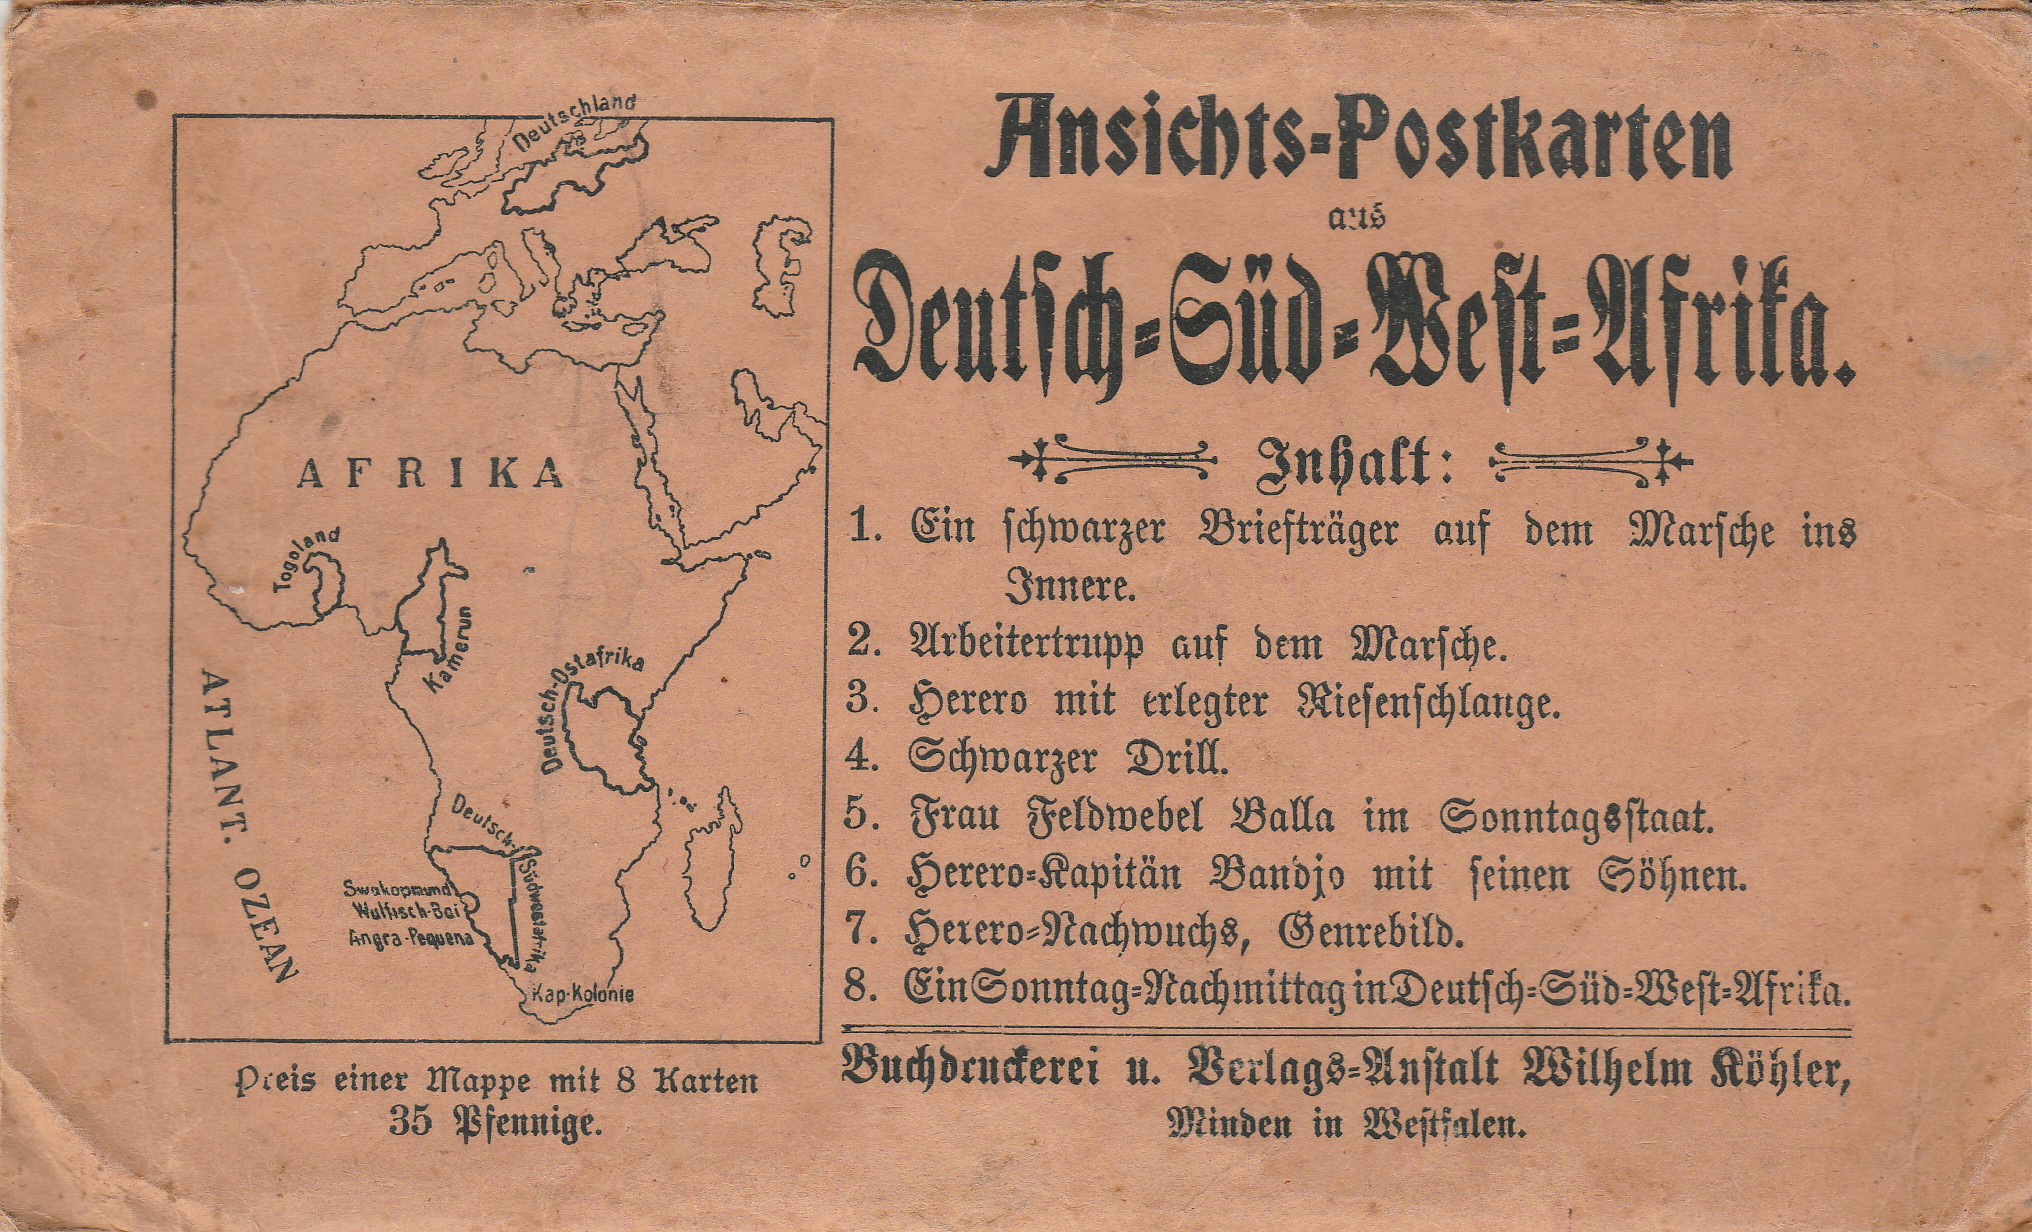 Ansichts-Postkarten
aus
Deutsch-Süd-West-Afrika.
Inhalt:
1. Ein schwarzer Briefträger auf dem Marsche ins
Innere.
2. Arbeitertrupp auf dem Marsche.
3. Herero mit erlegter Riesenschlange.
4. Schwarzer Drill.
5. Frau Feldwebel Balla im Sonntagsstaat.
6. Herero-Kapitän Bandjo mit seinen Söhnen.
7. Herero-Nachwuchs, Genrebild.
8. Ein Sonntag-Nachmittag in Deutsch-Süd-West-Afrika.
Buchdruckerei u. Verlags-Anstalt Wilhelm Köhler,
Minden in Westfalen.
Deutschland
AFRIKA
Togoland
Kamerun
Deutsch-Ostafrika
ATLANT. OZEAN
Deutsch-Südwestafrika
Swakopmund
Walfisch-Bai
Angra-Pequena
Kap-Kolonie
Preis einer Mappe mit 8 Karten
35 Pfennige.